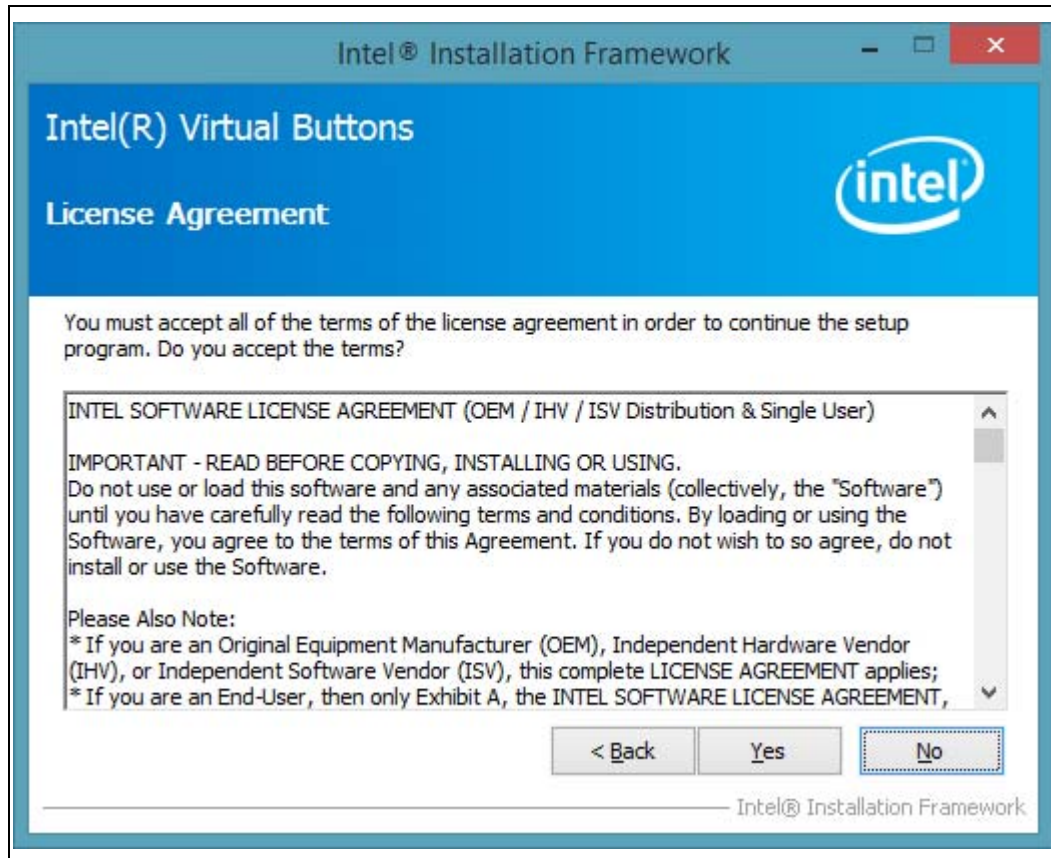 Intel® Installation Framework
Intel(R) Virtual Buttons
License Agreement
intel
You must accept all of the terms of the license agreement in order to continue the setup
program. Do you accept the terms?
INTEL SOFTWARE LICENSE AGREEMENT (OEM / IHV / ISV Distribution & Single User)
IMPORTANT - READ BEFORE COPYING, INSTALLING OR USING.
Do not use or load this software and any associated materials (collectively, the "Software")
until you have carefully read the following terms and conditions. By loading or using the
Software, you agree to the terms of this Agreement. If you do not wish to so agree, do not
install or use the Software.
Please Also Note:
* If you are an Original Equipment Manufacturer (OEM), Independent Hardware Vendor
(IHV), or Independent Software Vendor (ISV), this complete LICENSE AGREEMENT applies;
* If you are an End-User, then only Exhibit A, the INTEL SOFTWARE LICENSE AGREEMENT,
< Back Yes No
Intel® Installation Framework